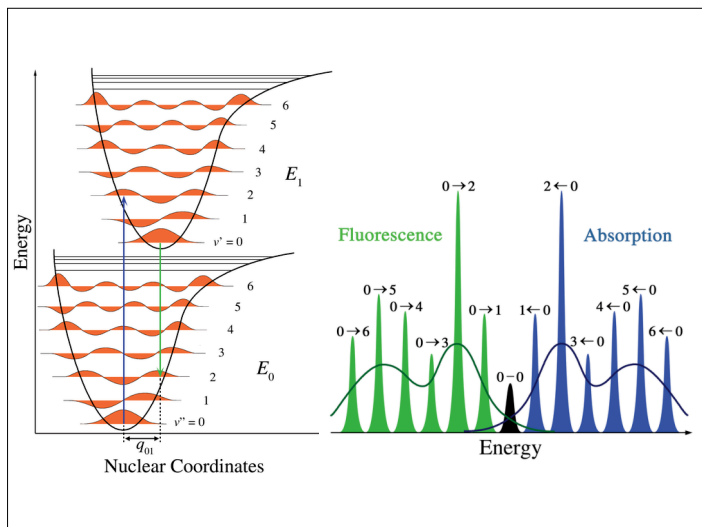 Energy
6
5
4
3
E1
2
1
v' = 0
6
5
4
3
E0
2
1
v'' = 0
q01
Nuclear Coordinates
0→2
2←0
Fluorescence
Absorption
0→5
0→4
0→1
1←0
5←0
4←0
0→6
0→3
3←0
6←0
0–0
Energy